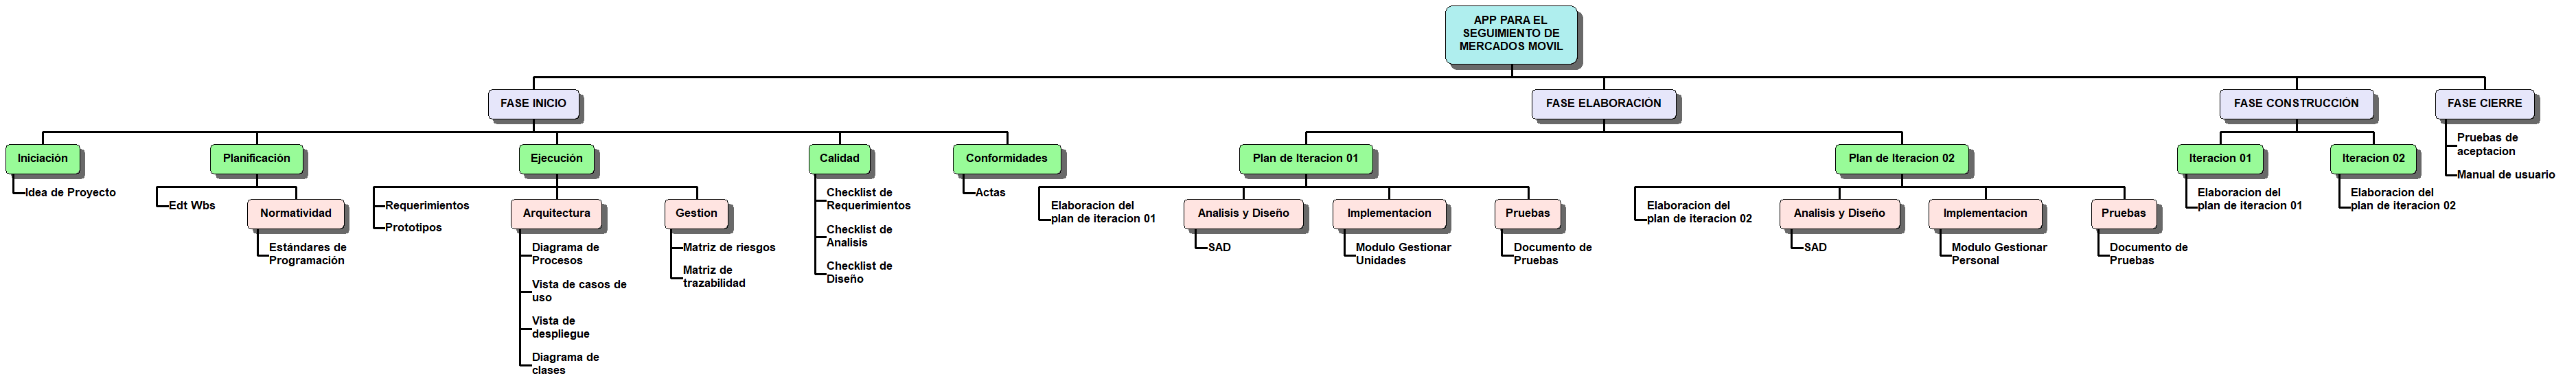 APP PARA EL
SEGUIMIENTO DE
MERCADOS MOVIL
FASE INICIO
FASE ELABORACIÓN
FASE CONSTRUCCIÓN
FASE CIERRE
Iniciación
Idea de Proyecto
Planificación
Edt Wbs
Normatividad
Estándares de
Programación
Ejecución
Requerimientos
Prototipos
Arquitectura
Diagrama de
Procesos
Vista de casos de
uso
Vista de
despliegue
Diagrama de
clases
Gestion
Matriz de riesgos
Matriz de
trazabilidad
Calidad
Checklist de
Requerimientos
Checklist de
Analisis
Checklist de
Diseño
Conformidades
Actas
Plan de Iteracion 01
Elaboracion del
plan de iteracion 01
Analisis y Diseño
SAD
Implementacion
Modulo Gestionar
Unidades
Pruebas
Documento de
Pruebas
Plan de Iteracion 02
Elaboracion del
plan de iteracion 02
Analisis y Diseño
SAD
Implementacion
Modulo Gestionar
Personal
Pruebas
Documento de
Pruebas
Iteracion 01
Elaboracion del
plan de iteracion 01
Iteracion 02
Elaboracion del
plan de iteracion 02
Pruebas de
aceptacion
Manual de usuario